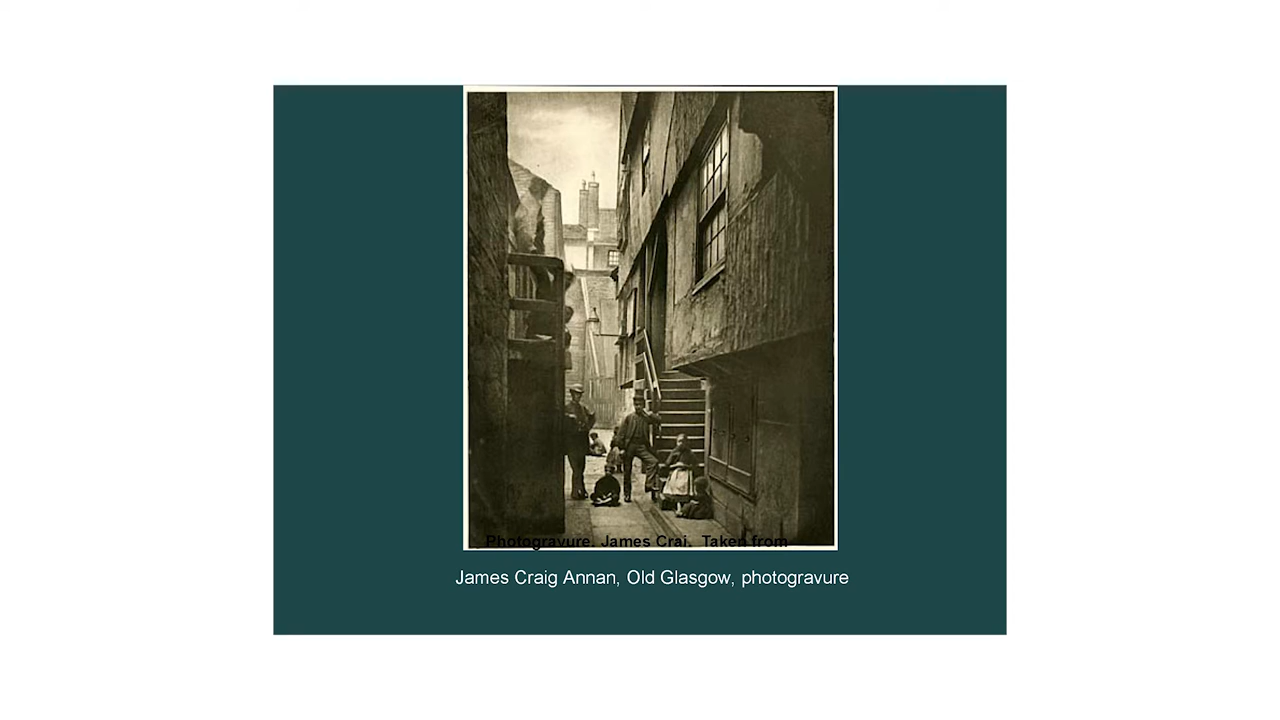 Photogravure. James Crai.  Taken from
James Craig Annan, Old Glasgow, photogravure